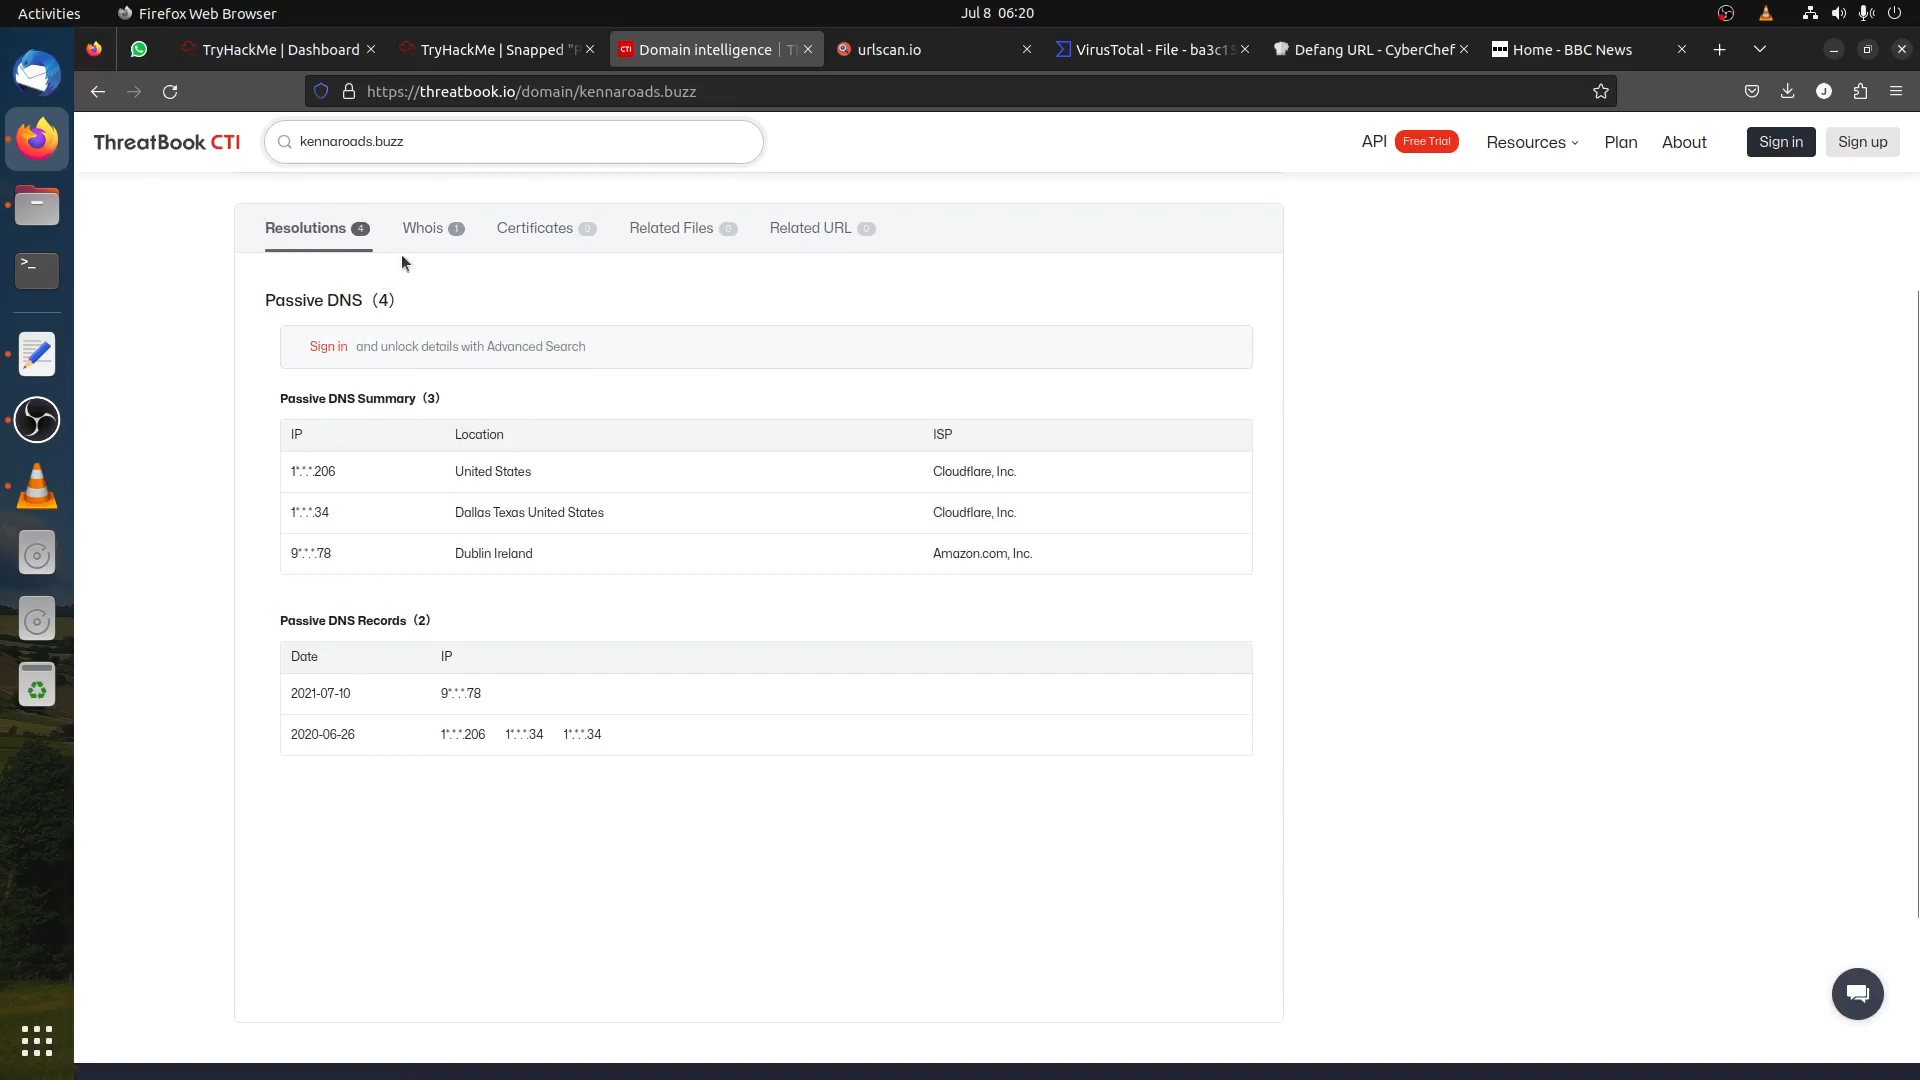 Activities
Firefox Web Browser
Jul 8 06:20
TryHackMe | Dashboard
TryHackMe | Snapped "P
CTI Domain intelligence | T
urlscan.io
VirusTotal - File - ba3c1
Defang URL - CyberChef
Home - BBC News
https://threatbook.io/domain/kennaroads.buzz
J
ThreatBook CTI
kennaroads.buzz
API Free Trial
Resources
Plan
About
Sign in
Sign up
Resolutions 4
Whois 1
Certificates 0
Related Files 0
Related URL 0
Passive DNS（4）
Sign in and unlock details with Advanced Search
Passive DNS Summary（3）
IP Location ISP
1*.*.*.206 United States Cloudflare, Inc.
1*.*.*.34 Dallas Texas United States Cloudflare, Inc.
9*.*.*.78 Dublin Ireland Amazon.com, Inc.
Passive DNS Records（2）
Date IP
2021-07-10 9*.*.*.78
2020-06-26 1*.*.*.206 1*.*.*.34 1*.*.*.34